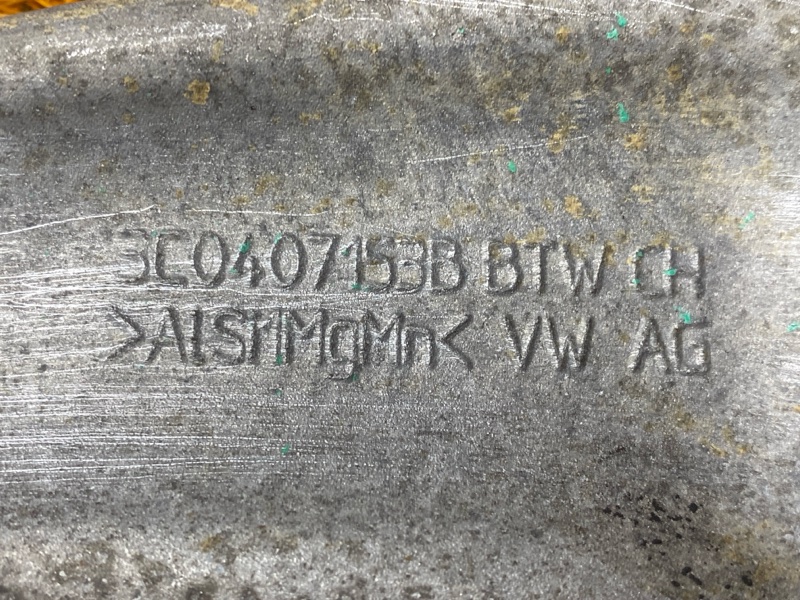 3C0407153B BTW CH
>AlSi1MgMn< VW AG